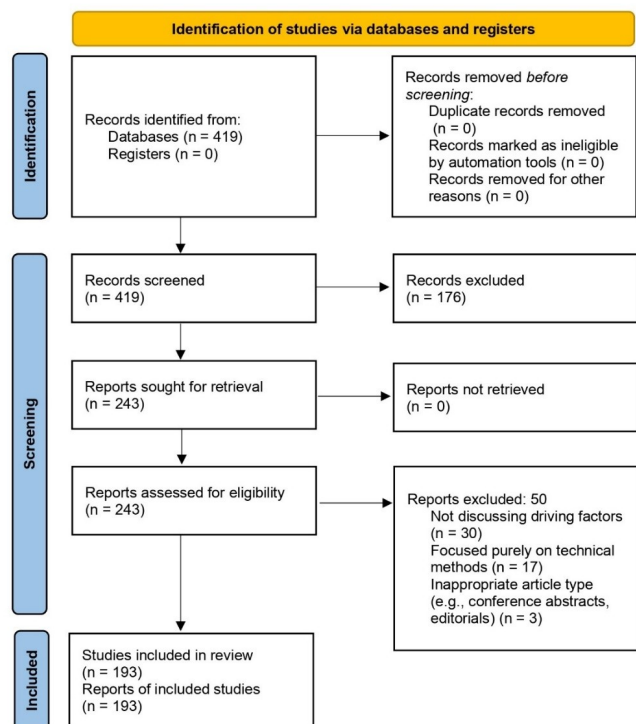 Identification of studies via databases and registers
Identification
Records identified from:
Databases (n = 419)
Registers (n = 0)
Records removed before
screening:
Duplicate records removed
(n = 0)
Records marked as ineligible
by automation tools (n = 0)
Records removed for other
reasons (n = 0)
Screening
Records screened
(n = 419)
Records excluded
(n = 176)
Reports sought for retrieval
(n = 243)
Reports not retrieved
(n = 0)
Reports assessed for eligibility
(n = 243)
Reports excluded: 50
Not discussing driving factors
(n = 30)
Focused purely on technical
methods (n = 17)
Inappropriate article type
(e.g., conference abstracts,
editorials) (n = 3)
Included
Studies included in review
(n = 193)
Reports of included studies
(n = 193)